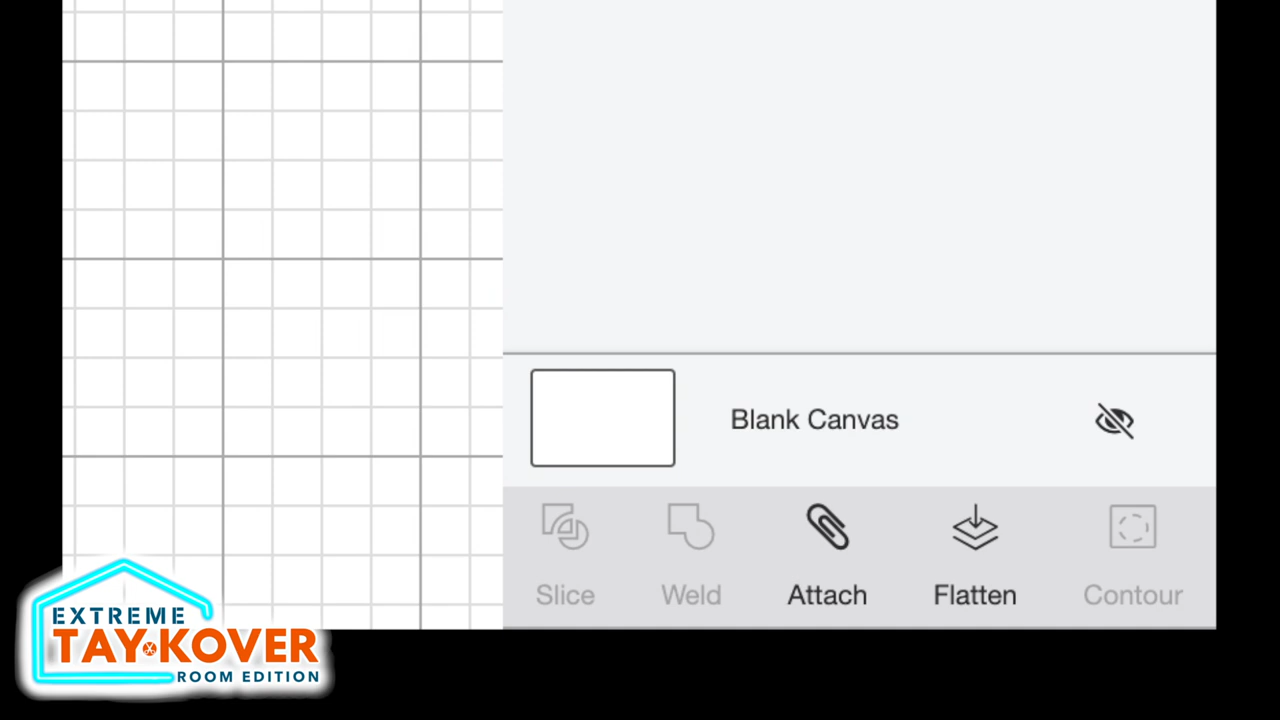 Blank Canvas
Slice Weld Attach Flatten Contour
EXTREME
TAY KOVER
ROOM EDITION